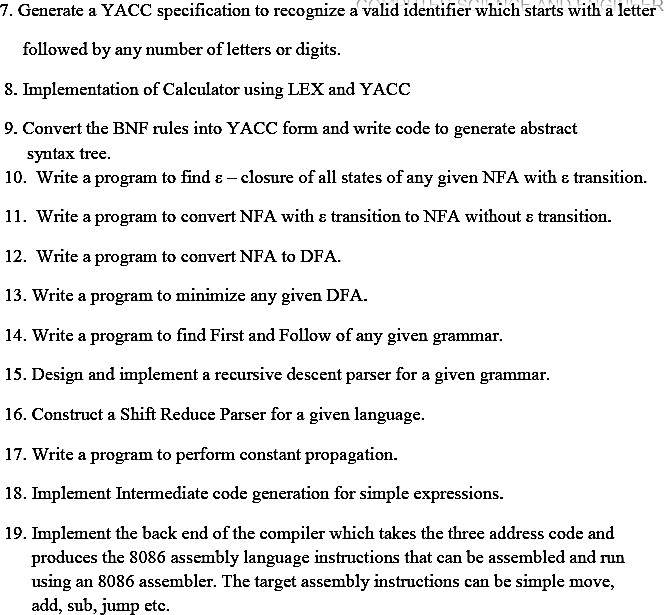 7. Generate a YACC specification to recognize a valid identifier which starts with a letter
followed by any number of letters or digits.
8. Implementation of Calculator using LEX and YACC
9. Convert the BNF rules into YACC form and write code to generate abstract
syntax tree.
10. Write a program to find ε – closure of all states of any given NFA with ε transition.
11. Write a program to convert NFA with ε transition to NFA without ε transition.
12. Write a program to convert NFA to DFA.
13. Write a program to minimize any given DFA.
14. Write a program to find First and Follow of any given grammar.
15. Design and implement a recursive descent parser for a given grammar.
16. Construct a Shift Reduce Parser for a given language.
17. Write a program to perform constant propagation.
18. Implement Intermediate code generation for simple expressions.
19. Implement the back end of the compiler which takes the three address code and
produces the 8086 assembly language instructions that can be assembled and run
using an 8086 assembler. The target assembly instructions can be simple move,
add, sub, jump etc.